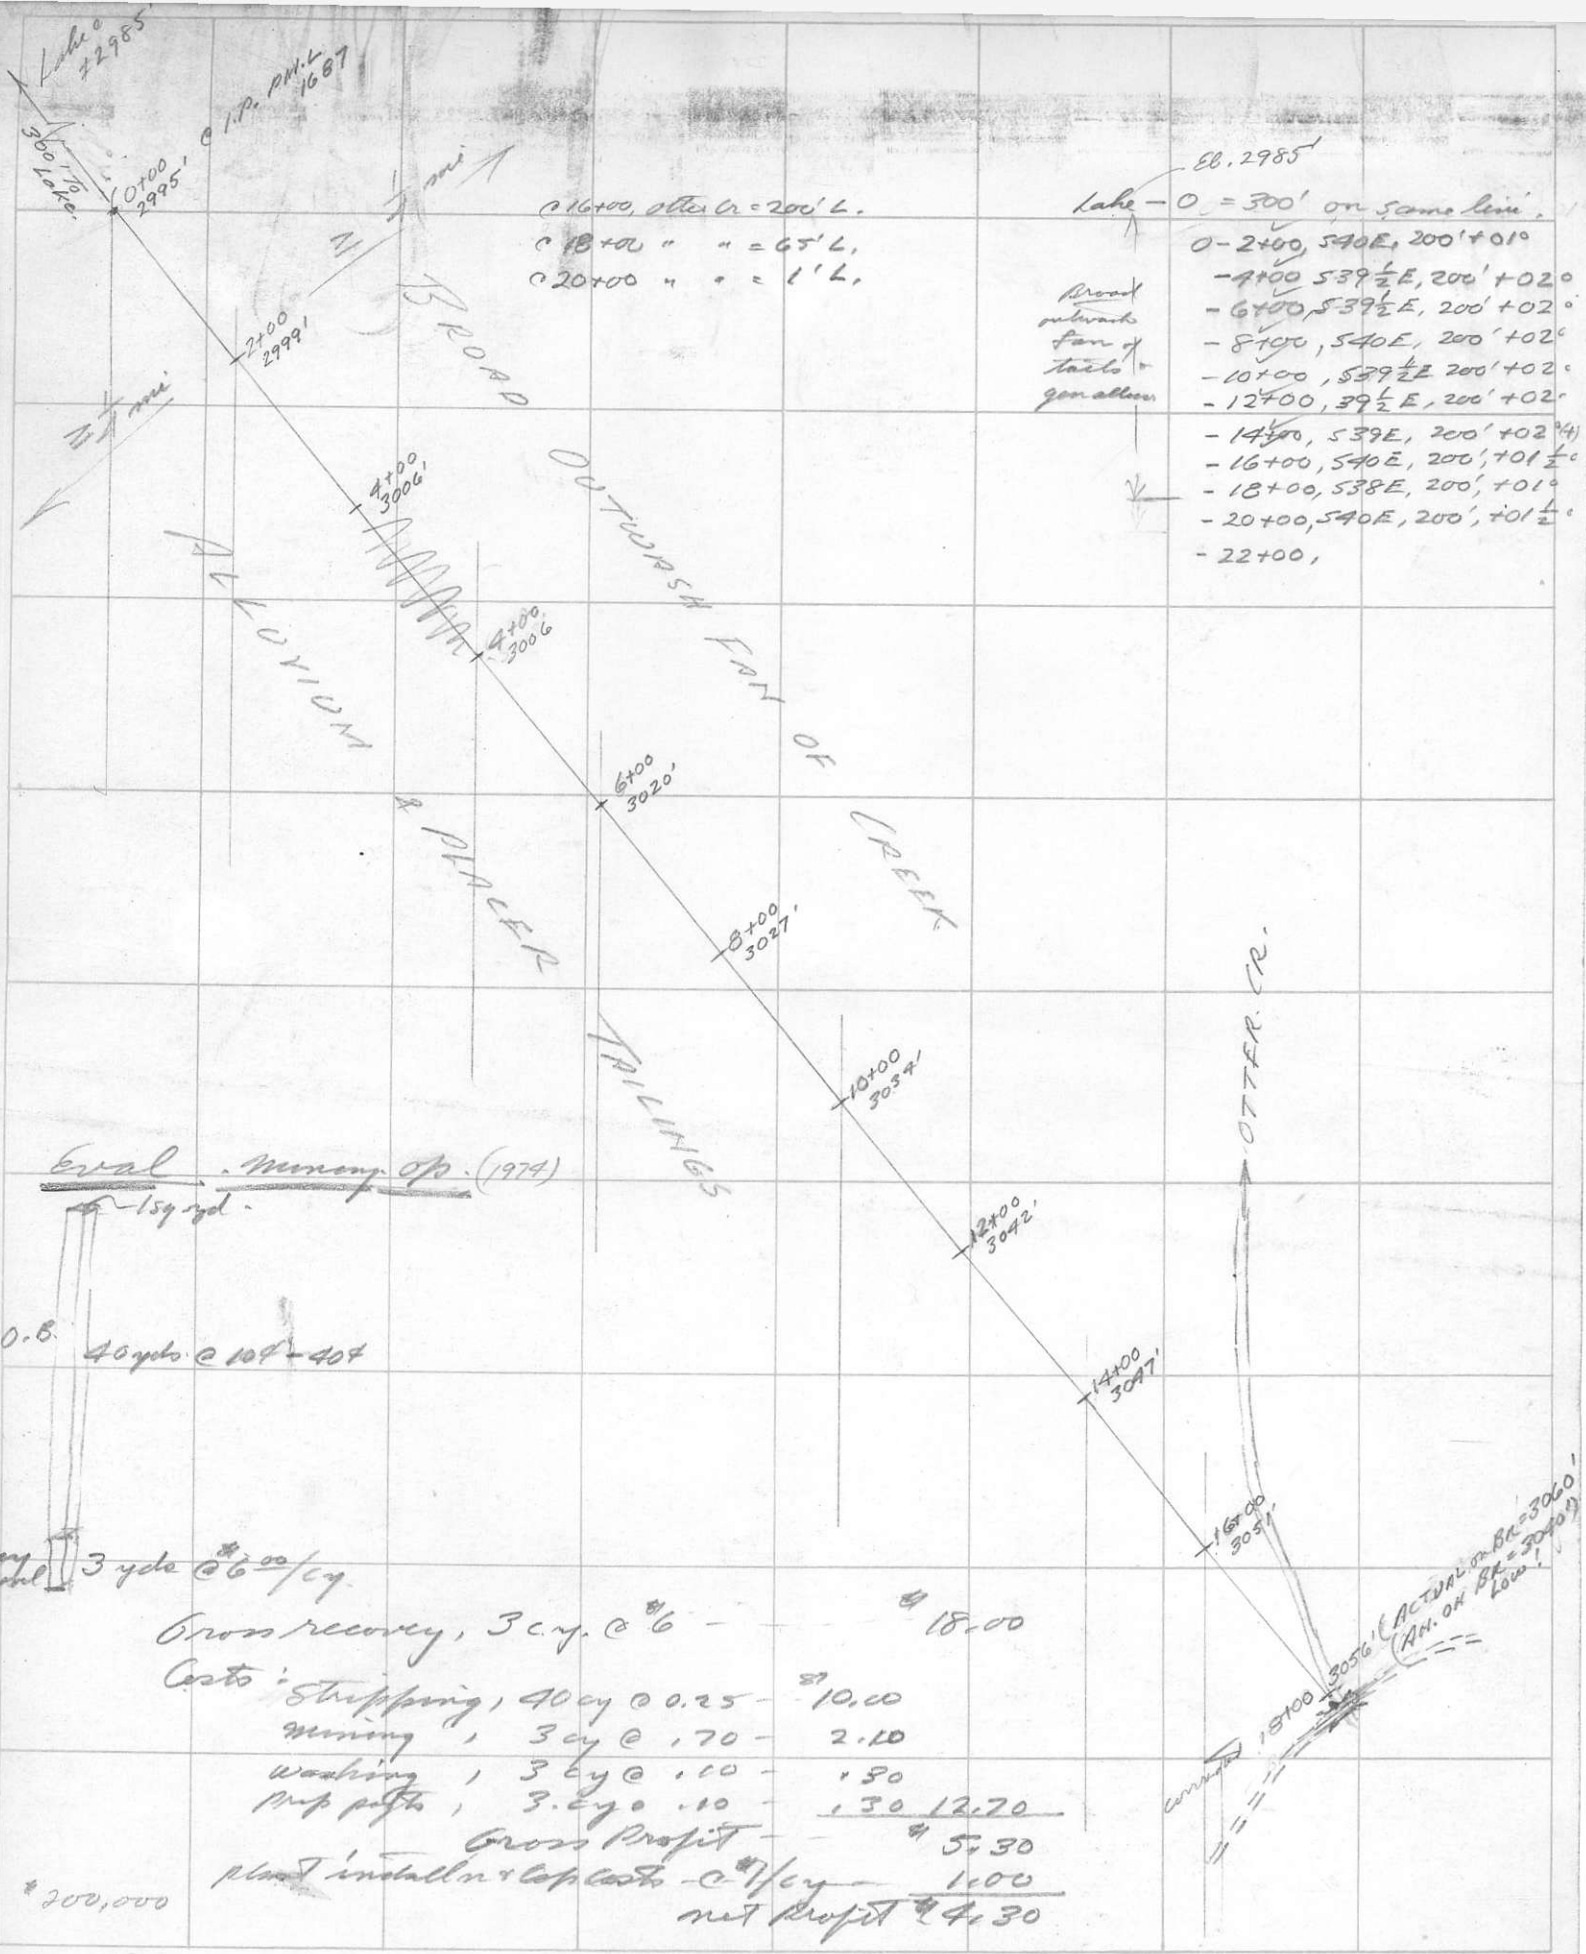 Lake @
±2985'
300' To
Lake.
0+00
2995'
@ I.P. PM.L
1687
1/4 mi
N
1/4 mi
N
@ 16+00, otter Cr = 200' L.
@ 18+00 " " = 65' L.
@ 20+00 " " = 1' L.
El. 2985'
Lake - 0 = 300' on same line.
0 - 2+00, S40E, 200' +01°
- 4+00 S39½E, 200' +02°
- 6+00, S39½E, 200' +02°
- 8+00, S40E, 200' +02°
- 10+00, S39½E 200' +02°
- 12+00, 39½E, 200' +02°
- 14+00, S39E, 200' +02°(4)
- 16+00, S40E, 200', +01½°
- 18+00, S38E, 200', +01°
- 20+00, S40E, 200', +01½°
- 22+00,
Broad
outwash
fan of
tails
gen alluv
2+00
2999'
4+00
3006'
4+00
3006
6+00
3020'
8+00
3027'
10+00
3034'
12+00
3042'
14+00
3047'
16+00
3051'
BROAD OUTWASH FAN OF CREEK
ALLUVIUM & PLACER TAILINGS
OTTER CR.
18+00
3056' (ACTUAL ON BR = 3060'
(AN. ON BR = 3040')
LOW!
Eval. Mining Op. (1974)
1 sq yd.
O.B.
40 yds @ 10¢ - 40¢
3 yds @ $6 00/cy.
Gross recovery, 3 c.y. @ $6 - - $18.00
Costs:
Stripping, 40 cy @ 0.25 - $10.00
Mining, 3 cy @ .70 - 2.10
Washing, 3 cy @ .10 - .30
3 cy @ .10 - .30 12.70
Gross Profit - - $5.30
Plant installn & Cap Costs - @ $1/cy - 1.00
Net Profit $4.30
$200,000